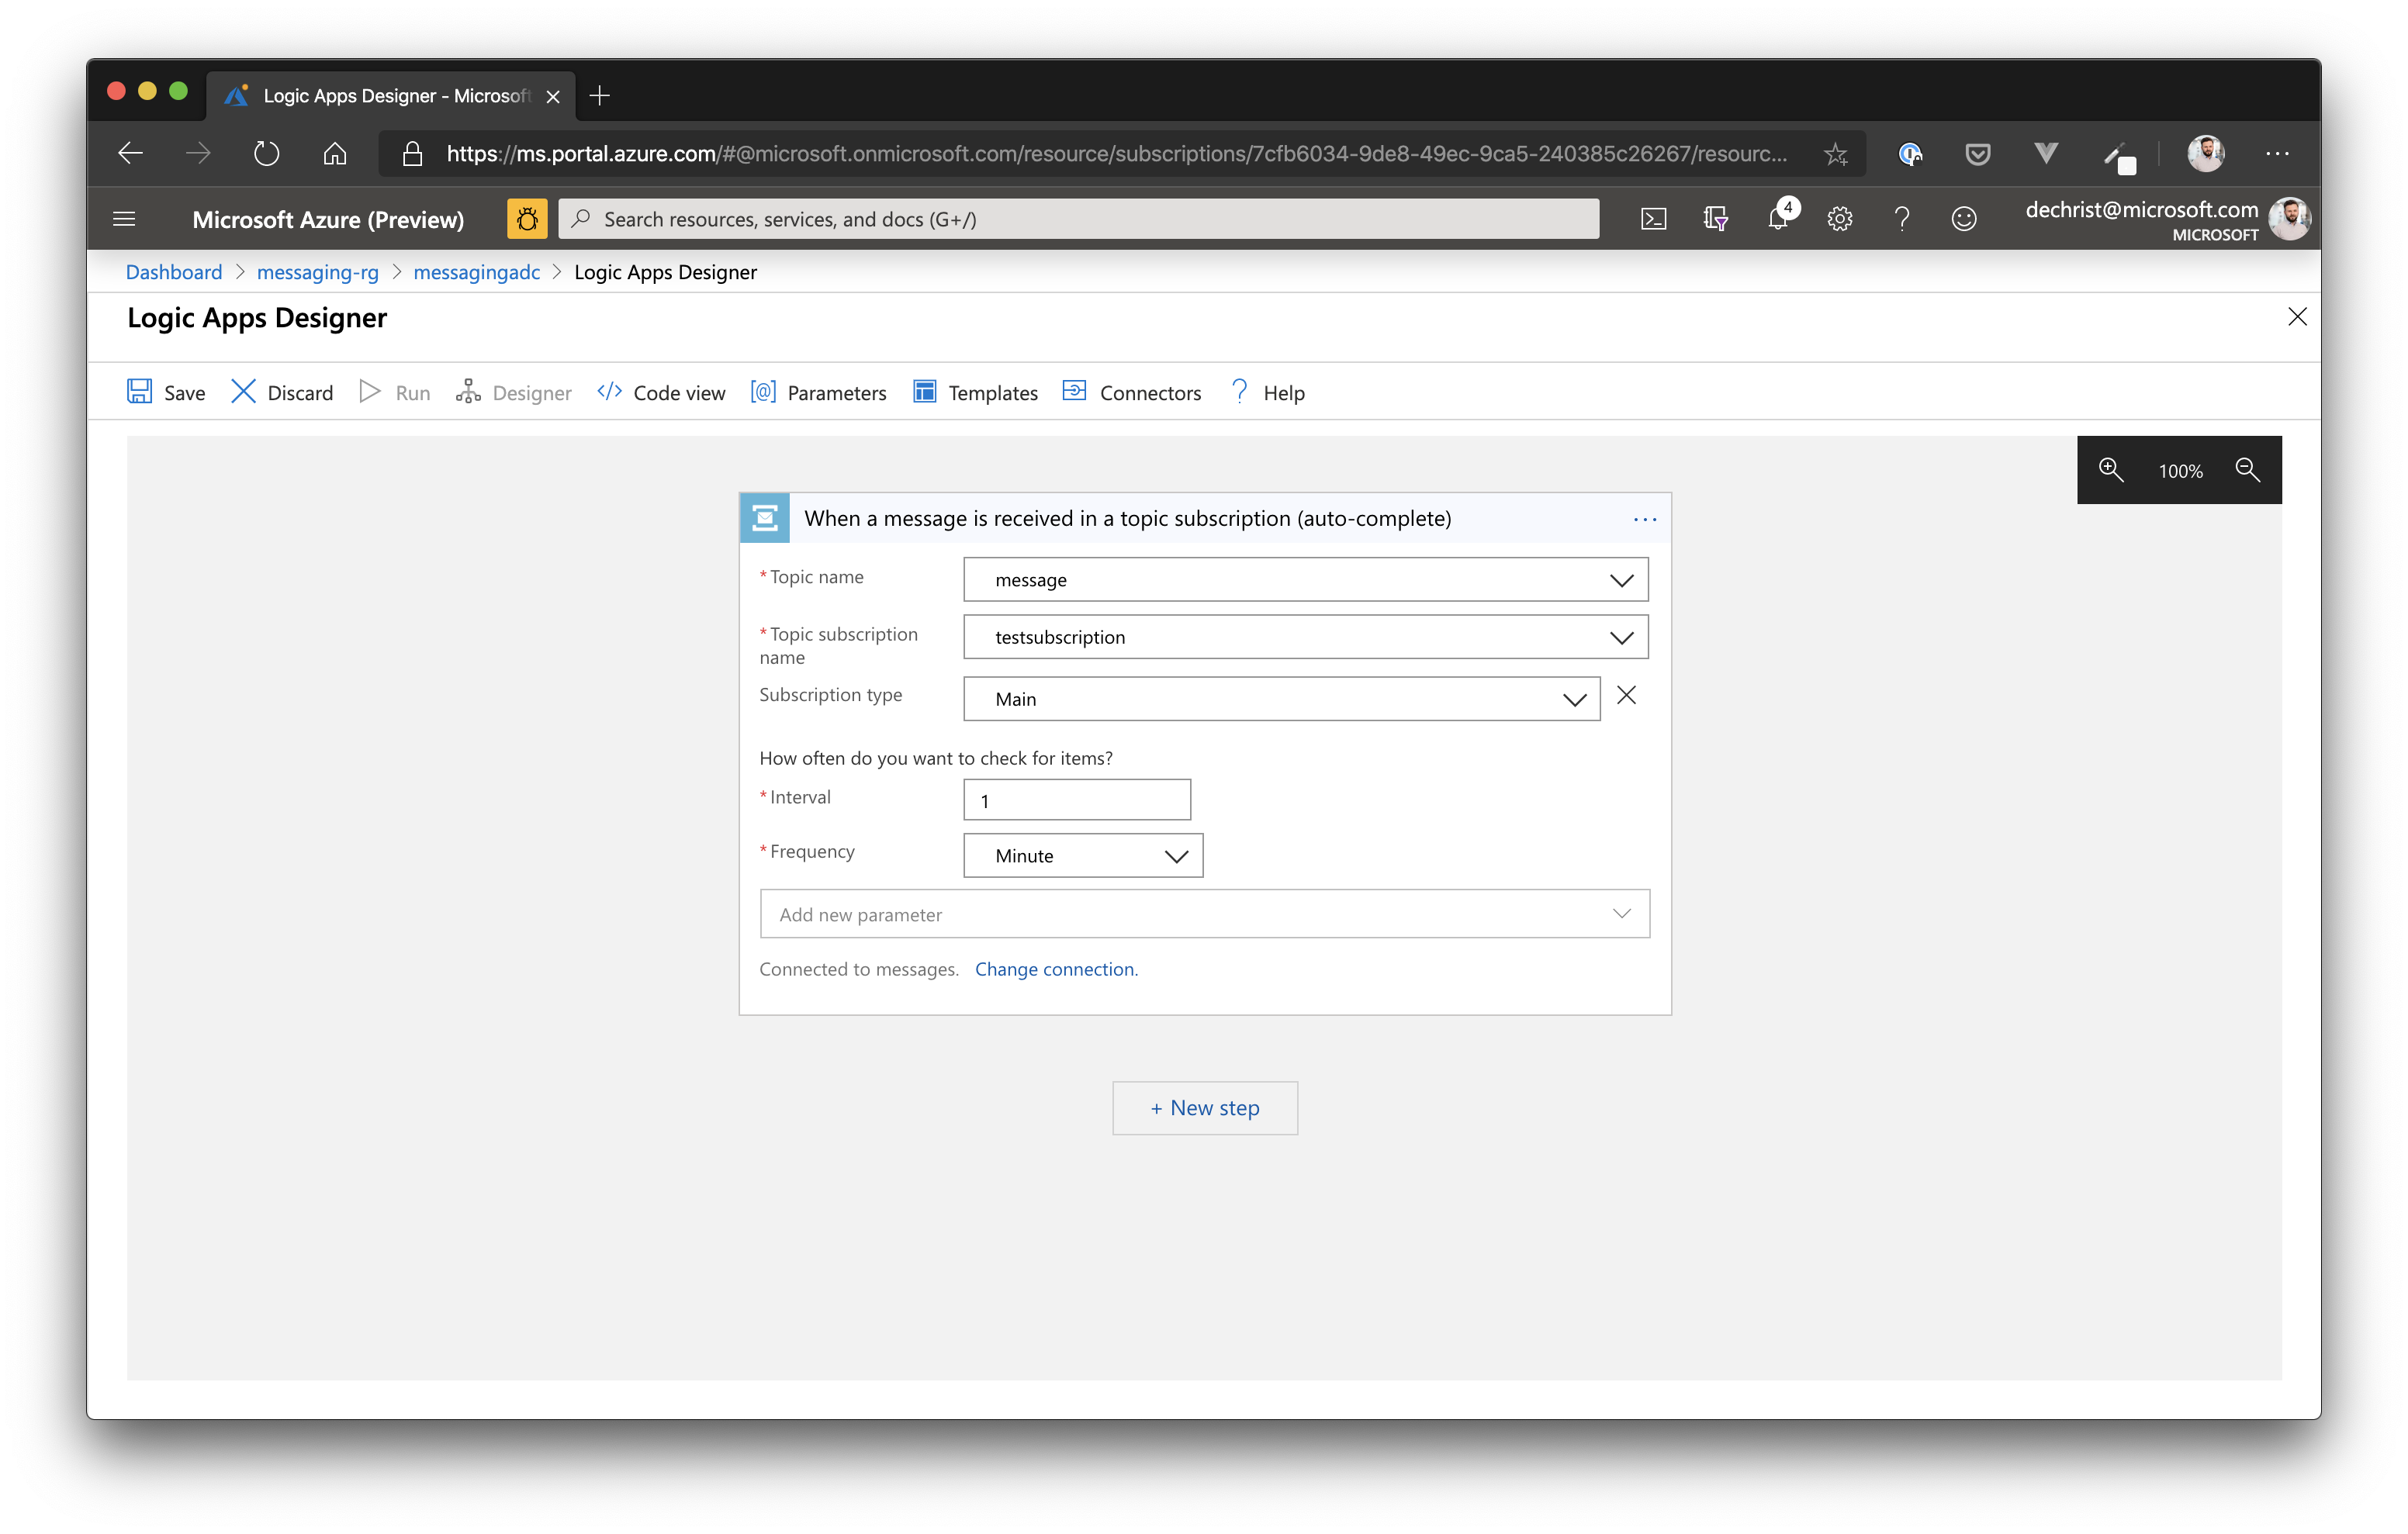 Logic Apps Designer - Microsoft
https://ms.portal.azure.com/#@microsoft.onmicrosoft.com/resource/subscriptions/7cfb6034-9de8-49ec-9ca5-240385c26267/resourc...
Microsoft Azure (Preview)
Search resources, services, and docs (G+/)
4
dechrist@microsoft.com
MICROSOFT
Dashboard > messaging-rg > messagingadc > Logic Apps Designer
Logic Apps Designer
Save Discard Run Designer Code view Parameters Templates Connectors Help
100%
When a message is received in a topic subscription (auto-complete)
* Topic name message
* Topic subscription name testsubscription
Subscription type Main
How often do you want to check for items?
* Interval 1
* Frequency Minute
Add new parameter
Connected to messages. Change connection.
+ New step